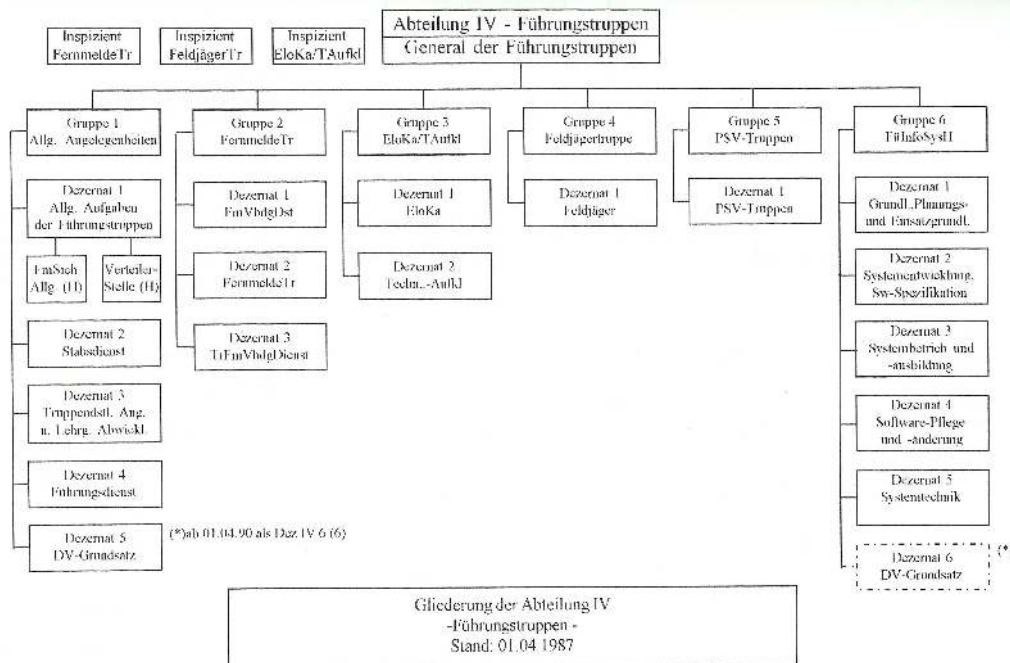 Abteilung IV - Führungstruppen
General der Führungstruppen
Inspizient
FernmeldeTr
Inspizient
FeldjägerTr
Inspizient
EloKa/TAufkl
Gruppe 1
Allg. Angelegenheiten
Dezernat 1
Allg. Aufgaben
der Führungstruppen
FmSich
Allg. (H)
Verteiler-
Stelle (H)
Dezernat 2
Stabsdienst
Dezernat 3
Truppendstl. Ang.
u. Lehrg. Abwickl.
Dezernat 4
Führungsdienst
Dezernat 5
DV-Grundsatz
(*)ab 01.04.90 als Dez IV 6 (6)
Gruppe 2
FernmeldeTr
Dezernat 1
FmVbdgDst
Dezernat 2
FernmeldeTr
Dezernat 3
TrFmVbdgDienst
Gruppe 3
EloKa/TAufkl
Dezernat 1
EloKa
Dezernat 2
Techn.-Aufkl
Gruppe 4
Feldjägertruppe
Dezernat 1
Feldjäger
Gruppe 5
PSV-Truppen
Dezernat 1
PSV-Truppen
Gruppe 6
FüInfoSysH
Dezernat 1
Grundl.,Planungs-
und Einsatzgrundl.
Dezernat 2
Systementwicklung,
Sw-Spezifikation
Dezernat 3
Systembetrieb und
-ausbildung
Dezernat 4
Software-Pflege
und -änderung
Dezernat 5
Systemtechnik
Dezernat 6
DV-Grundsatz
(*
Gliederung der Abteilung IV
-Führungstruppen -
Stand: 01.04 1987